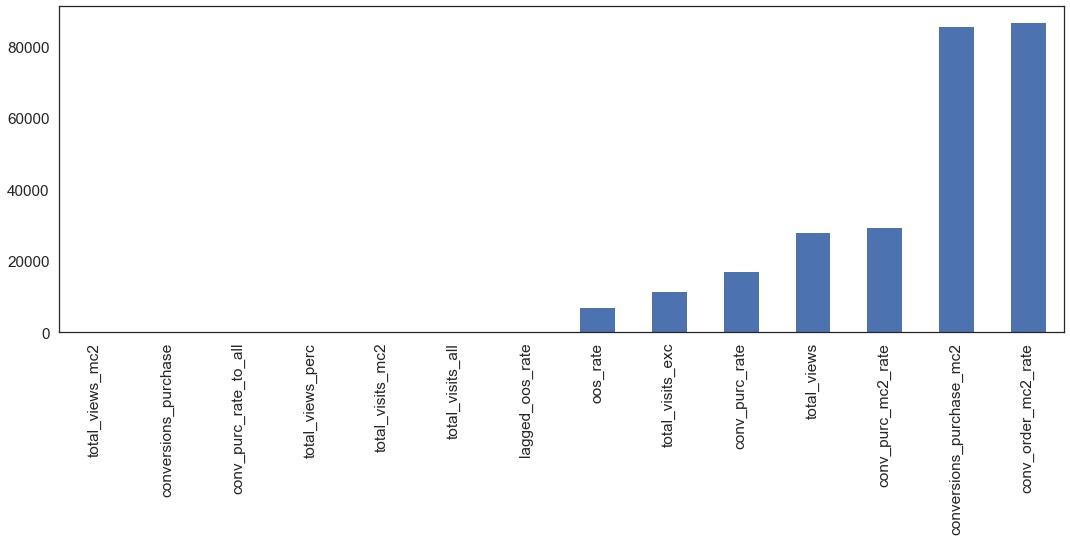 80000
60000
40000
20000
0
total_views_mc2
conversions_purchase
conv_purc_rate_to_all
total_views_perc
total_visits_mc2
total_visits_all
lagged_oos_rate
oos_rate
total_visits_exc
conv_purc_rate
total_views
conv_purc_mc2_rate
conversions_purchase_mc2
conv_order_mc2_rate